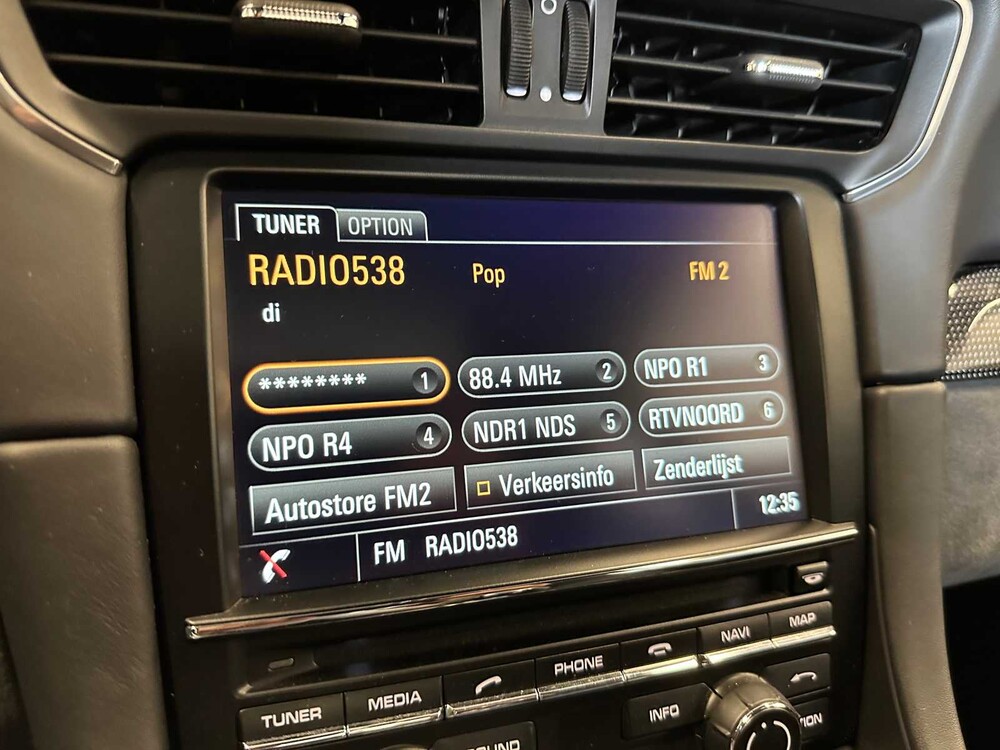 TUNER OPTION
RADIO538 Pop FM 2
di
******** 1 88.4 MHz 2 NPO R1 3
NPO R4 4 NDR1 NDS 5 RTVNOORD 6
Autostore FM2 Verkeersinfo Zenderlijst
FM RADIO538 12:35
TUNER MEDIA PHONE NAVI MAP
INFO